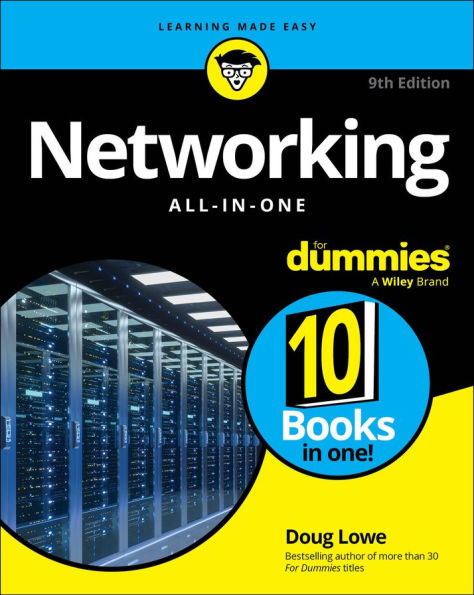 LEARNING MADE EASY
9th Edition
Networking
ALL-IN-ONE
for
dummies®
A Wiley Brand
10
Books
in one!
Doug Lowe
Bestselling author of more than 30
For Dummies titles